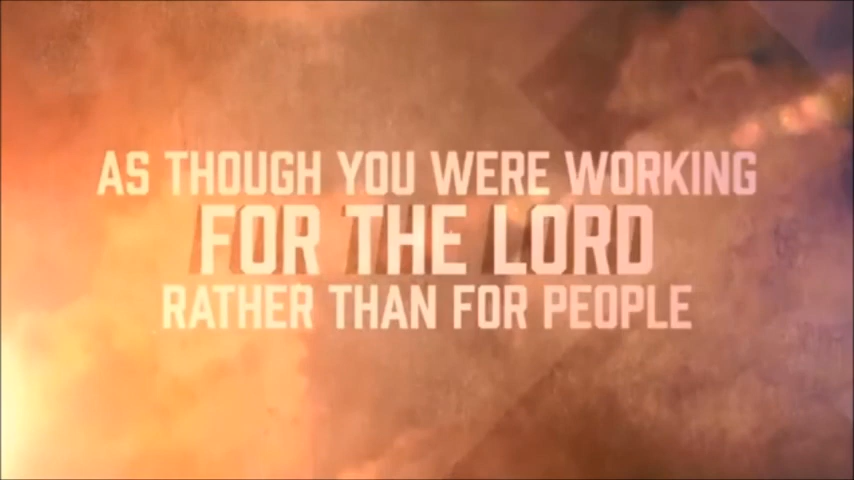 AS THOUGH YOU WERE WORKING
FOR THE LORD
RATHER THAN FOR PEOPLE